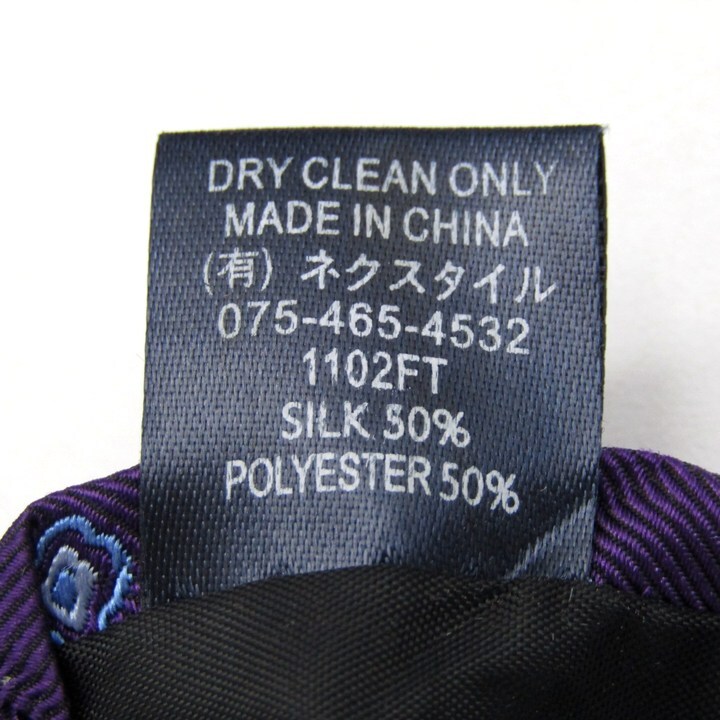 DRY CLEAN ONLY
MADE IN CHINA
(有) ネクスタイル
075-465-4532
1102FT
SILK 50%
POLYESTER 50%